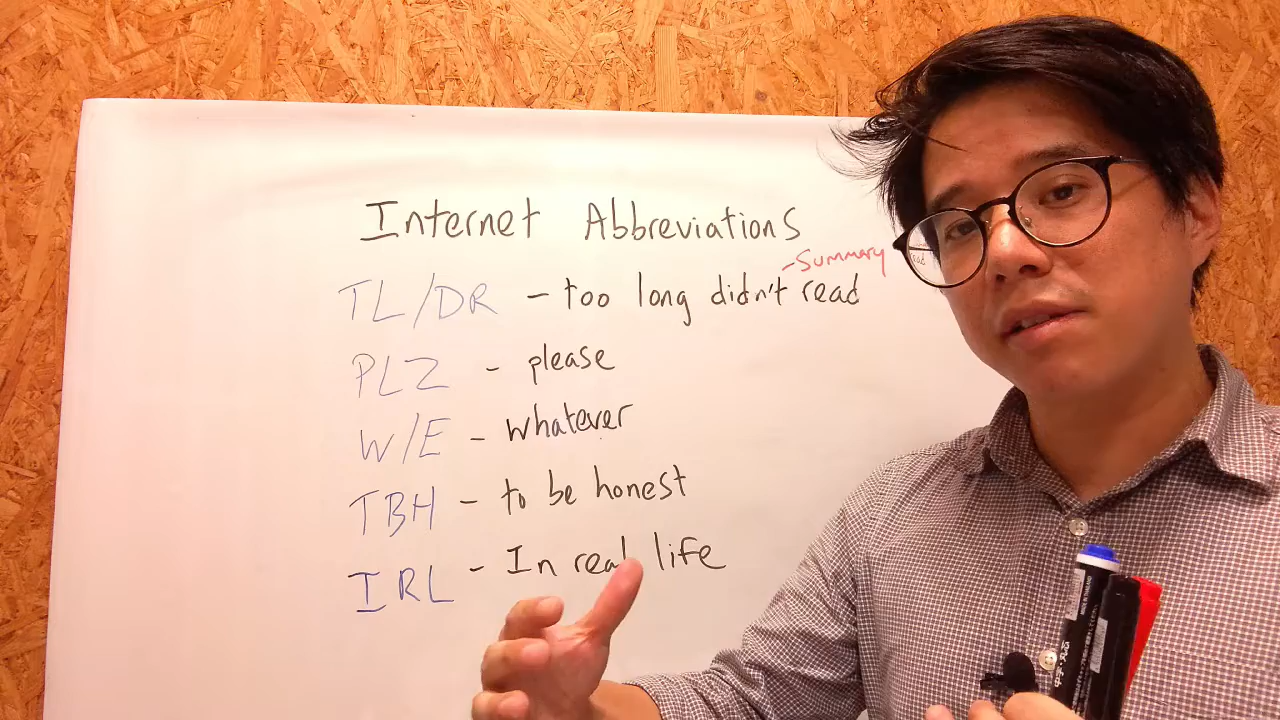 Internet Abbreviations
-Summary
TL/DR - too long didn't read
PLZ - please
W/E - whatever
TBH - to be honest
IRL - In real life